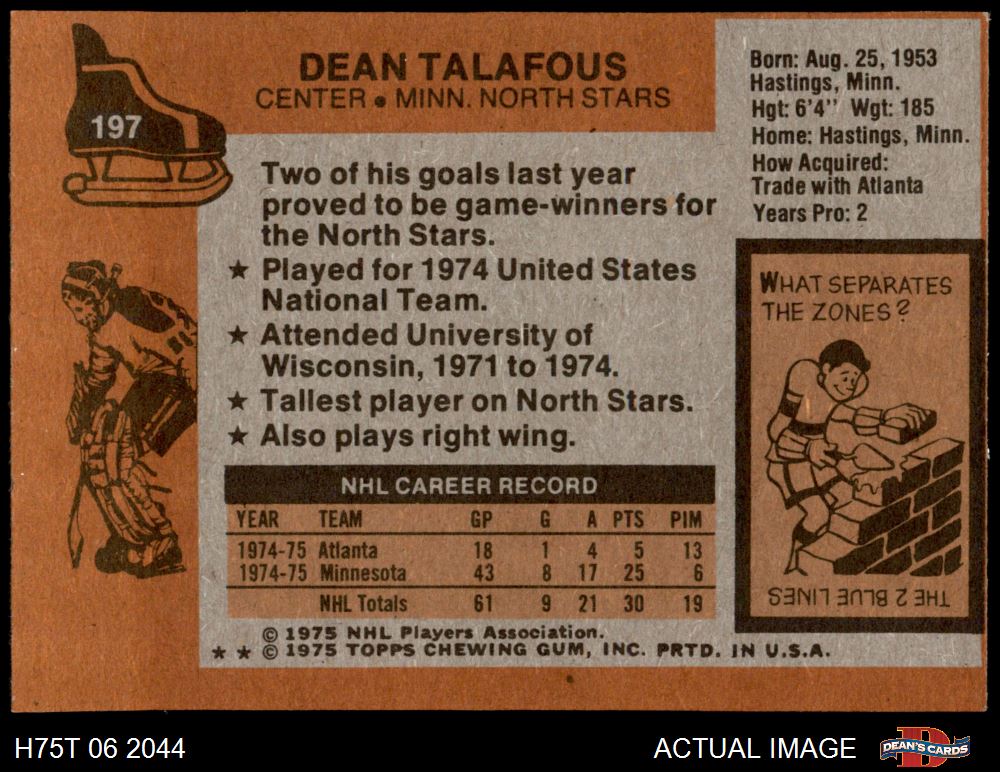 197
DEAN TALAFOUS
CENTER • MINN. NORTH STARS
Born: Aug. 25, 1953
Hastings, Minn.
Hgt: 6'4" Wgt: 185
Home: Hastings, Minn.
How Acquired:
Trade with Atlanta
Years Pro: 2
Two of his goals last year
proved to be game-winners for
the North Stars.
★ Played for 1974 United States
National Team.
★ Attended University of
Wisconsin, 1971 to 1974.
★ Tallest player on North Stars.
★ Also plays right wing.
WHAT SEPARATES
THE ZONES?
THE 2 BLUE LINES
NHL CAREER RECORD
YEAR TEAM GP G A PTS PIM
1974-75 Atlanta 18 1 4 5 13
1974-75 Minnesota 43 8 17 25 6
NHL Totals 61 9 21 30 19
© 1975 NHL Players Association.
★ ★ © 1975 TOPPS CHEWING GUM, INC. PRTD. IN U.S.A.
H75T 06 2044
ACTUAL IMAGE
D
DEAN'S CARDS